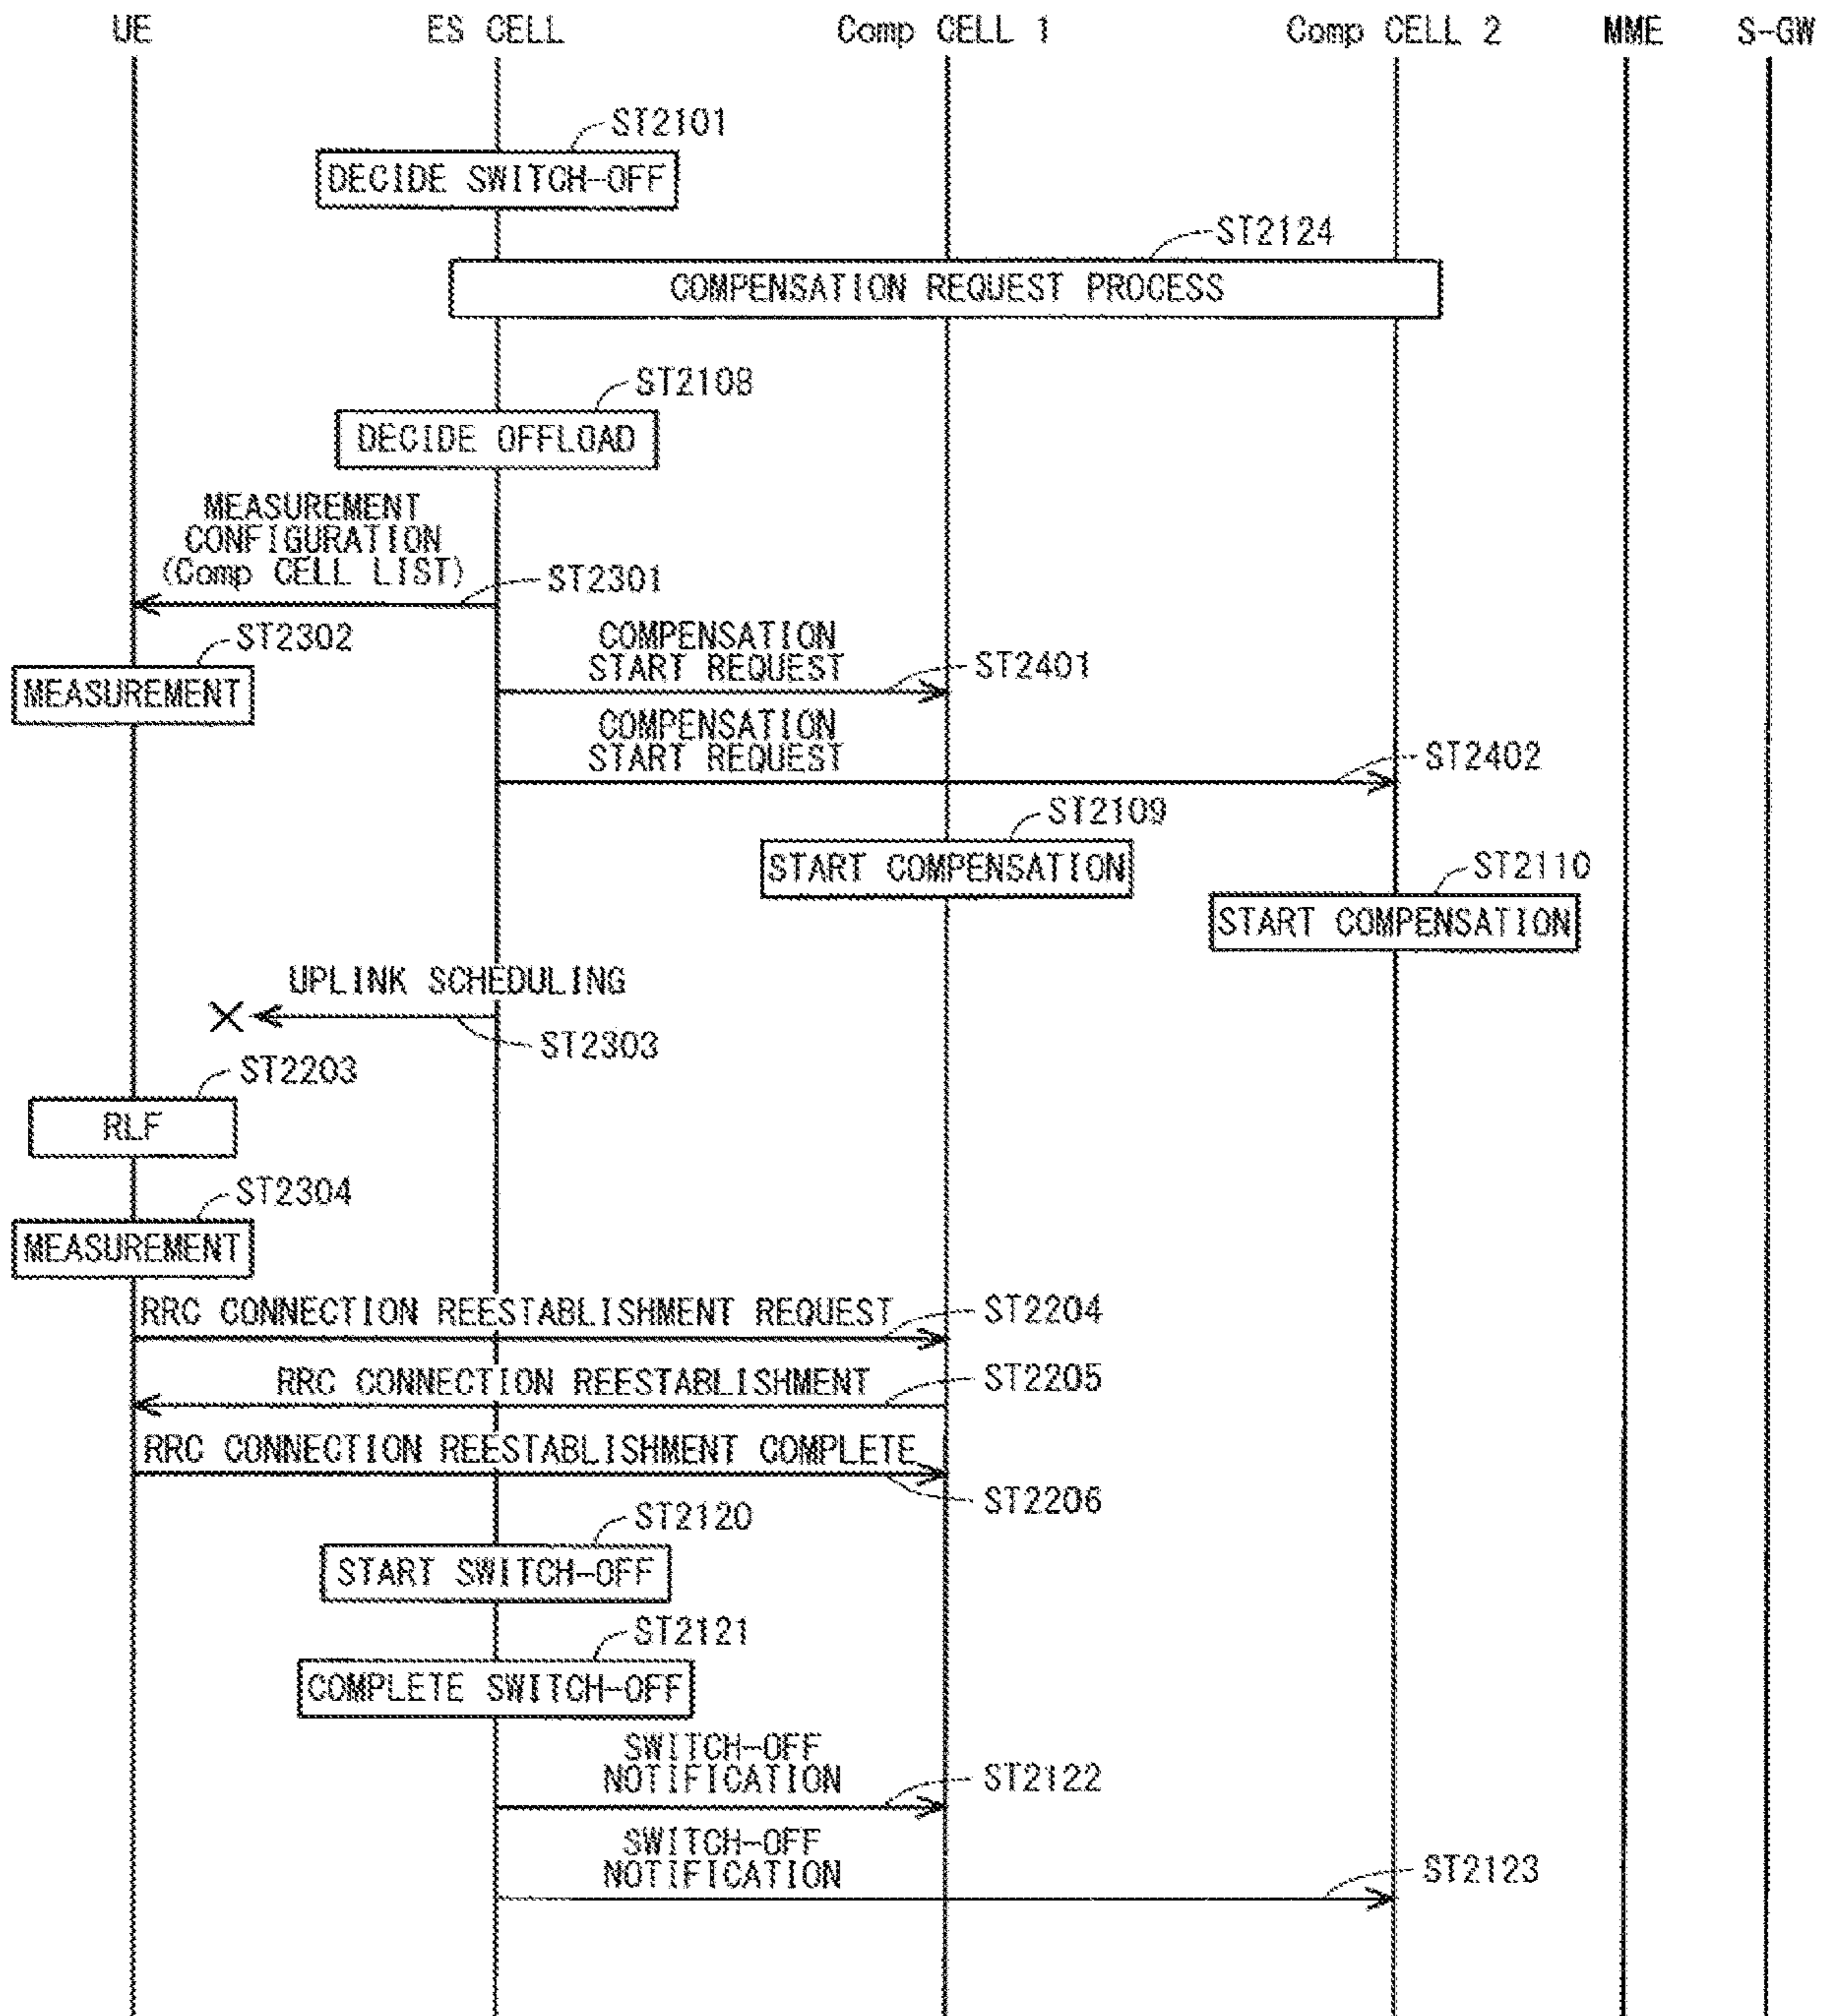 UE
ES CELL
Comp CELL 1
Comp CELL 2
MME
S-GW
ST2101
DECIDE SWITCH-OFF
ST2124
COMPENSATION REQUEST PROCESS
ST2108
DECIDE OFFLOAD
MEASUREMENT
CONFIGURATION
(Comp CELL LIST)
ST2301
ST2302
MEASUREMENT
COMPENSATION
START REQUEST
ST2401
COMPENSATION
START REQUEST
ST2402
ST2109
START COMPENSATION
ST2110
START COMPENSATION
UPLINK SCHEDULING
ST2303
ST2203
RLF
ST2304
MEASUREMENT
RRC CONNECTION REESTABLISHMENT REQUEST
ST2204
RRC CONNECTION REESTABLISHMENT
ST2205
RRC CONNECTION REESTABLISHMENT COMPLETE
ST2206
ST2120
START SWITCH-OFF
ST2121
COMPLETE SWITCH-OFF
SWITCH-OFF
NOTIFICATION
ST2122
SWITCH-OFF
NOTIFICATION
ST2123